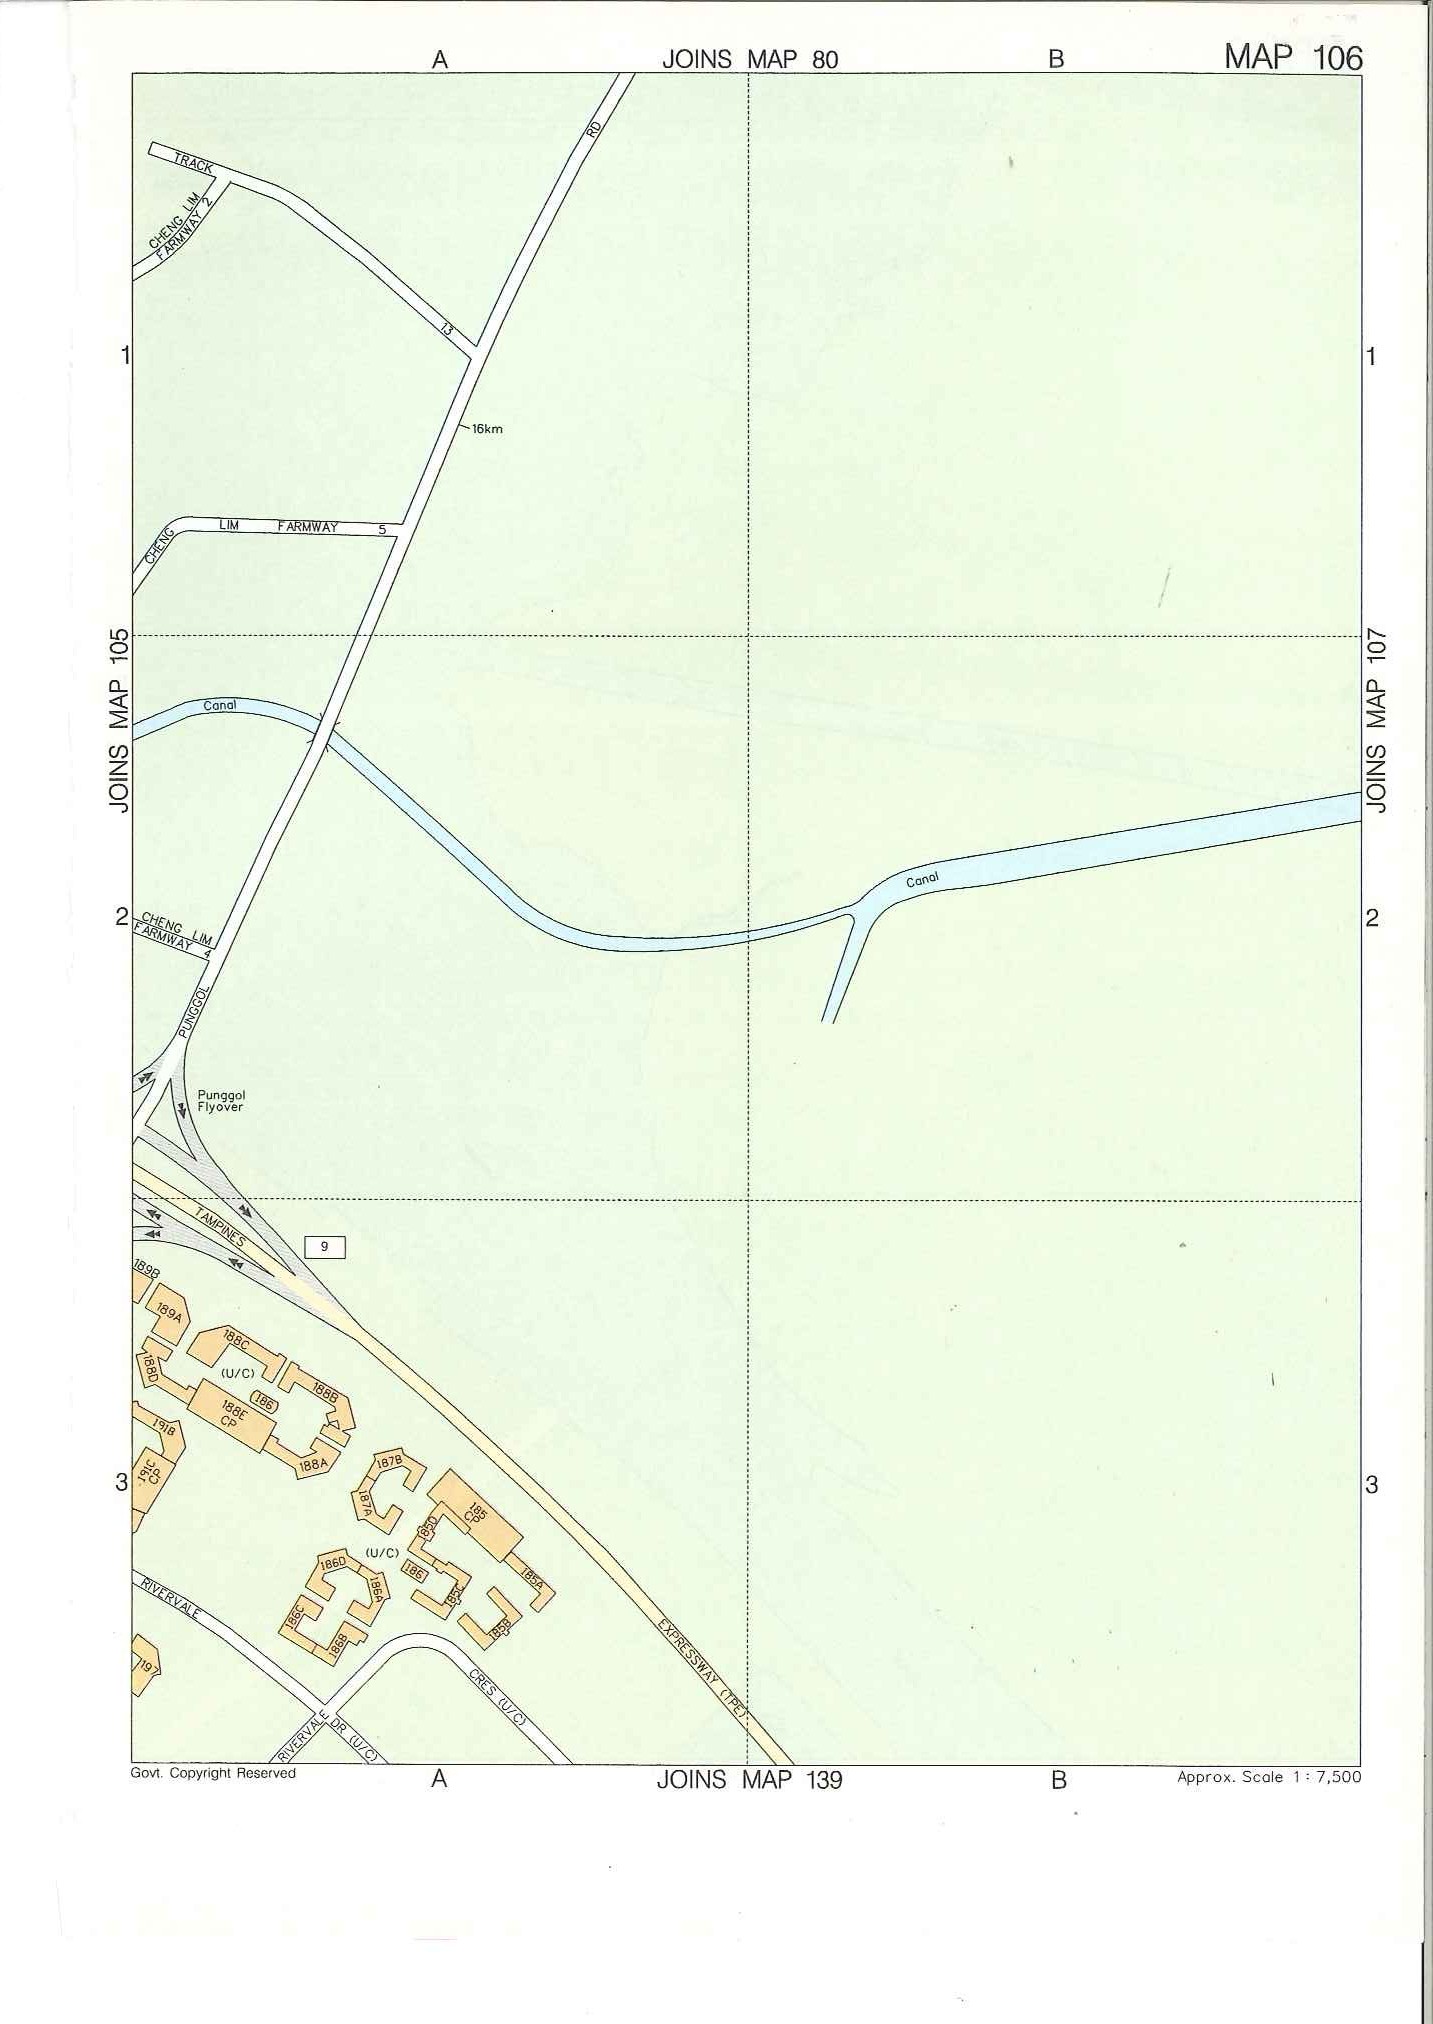 A JOINS MAP 80 B MAP 106
RD
TRACK
13
CHENG LIM
FARMWAY 2
1
1
16km
CHENG LIM FARMWAY 5
JOINS MAP 105
JOINS MAP 107
Canal
Canal
2
2
CHENG LIM
FARMWAY 4
PUNGGOL
Punggol
Flyover
TAMPINES
9
189B
189A
188C
188D
(U/C)
188B
186
188E
CP
191B
188A
191C
CP
187B
187A
3
3
185
CP
185D
(U/C)
186D
186
185A
186A
185C
186C
185B
186B
RIVERVALE
197
EXPRESSWAY (TPE)
CRES (U/C)
RIVERVALE
DR (U/C)
Govt. Copyright Reserved
A JOINS MAP 139 B
Approx. Scale 1 : 7,500